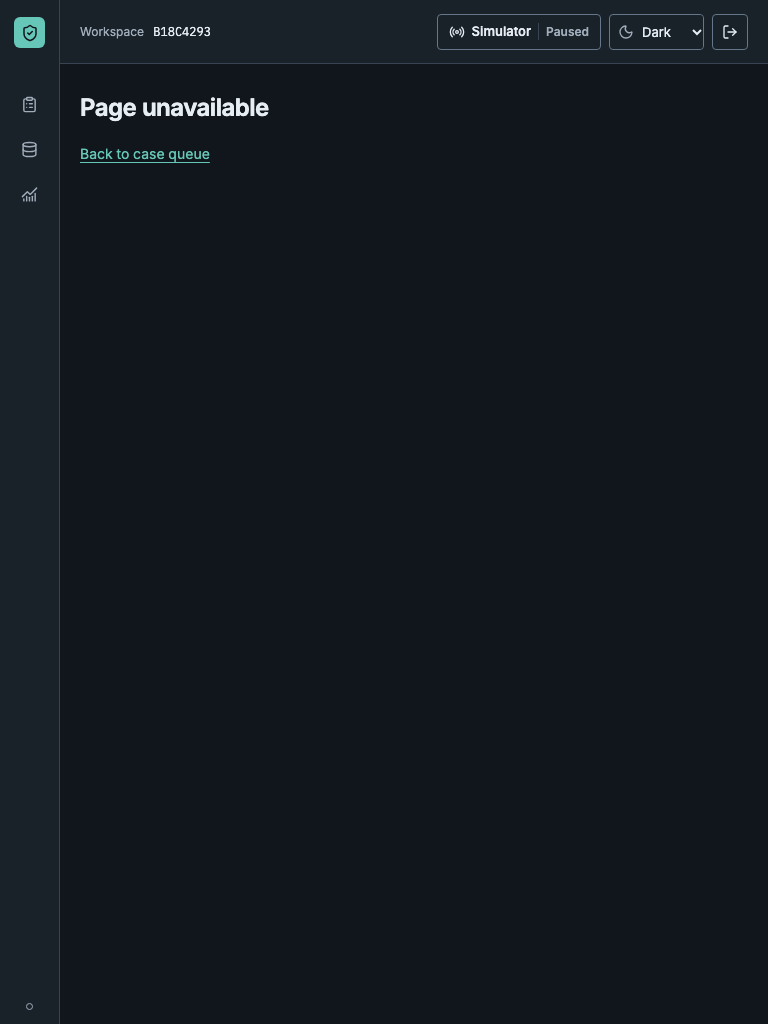 Workspace B18C4293
Simulator Paused
Dark
Page unavailable
Back to case queue